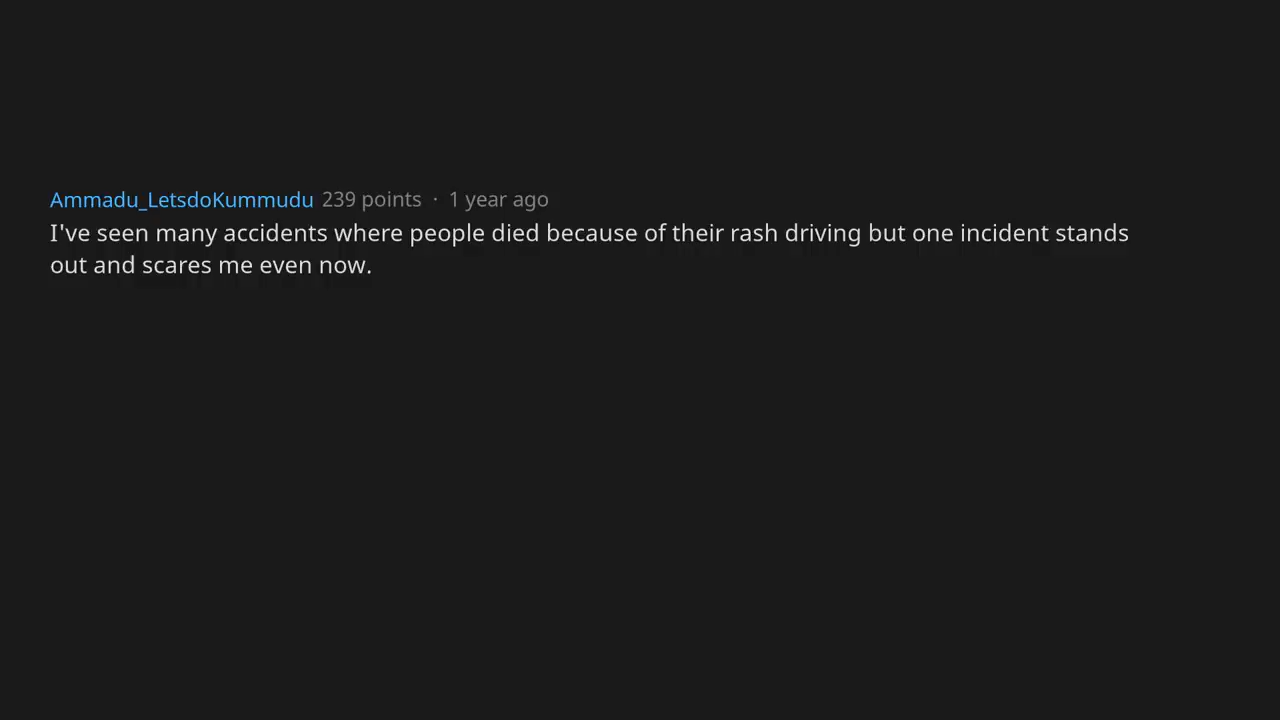 Ammadu_LetsdoKummudu 239 points · 1 year ago
I've seen many accidents where people died because of their rash driving but one incident stands
out and scares me even now.